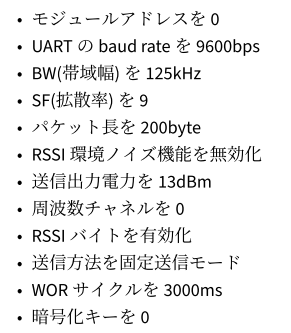 • モジュールアドレスを 0
• UART の baud rate を 9600bps
• BW(帯域幅) を 125kHz
• SF(拡散率) を 9
• パケット長を 200byte
• RSSI 環境ノイズ機能を無効化
• 送信出力電力を 13dBm
• 周波数チャネルを 0
• RSSI バイトを有効化
• 送信方法を固定送信モード
• WOR サイクルを 3000ms
• 暗号化キーを 0